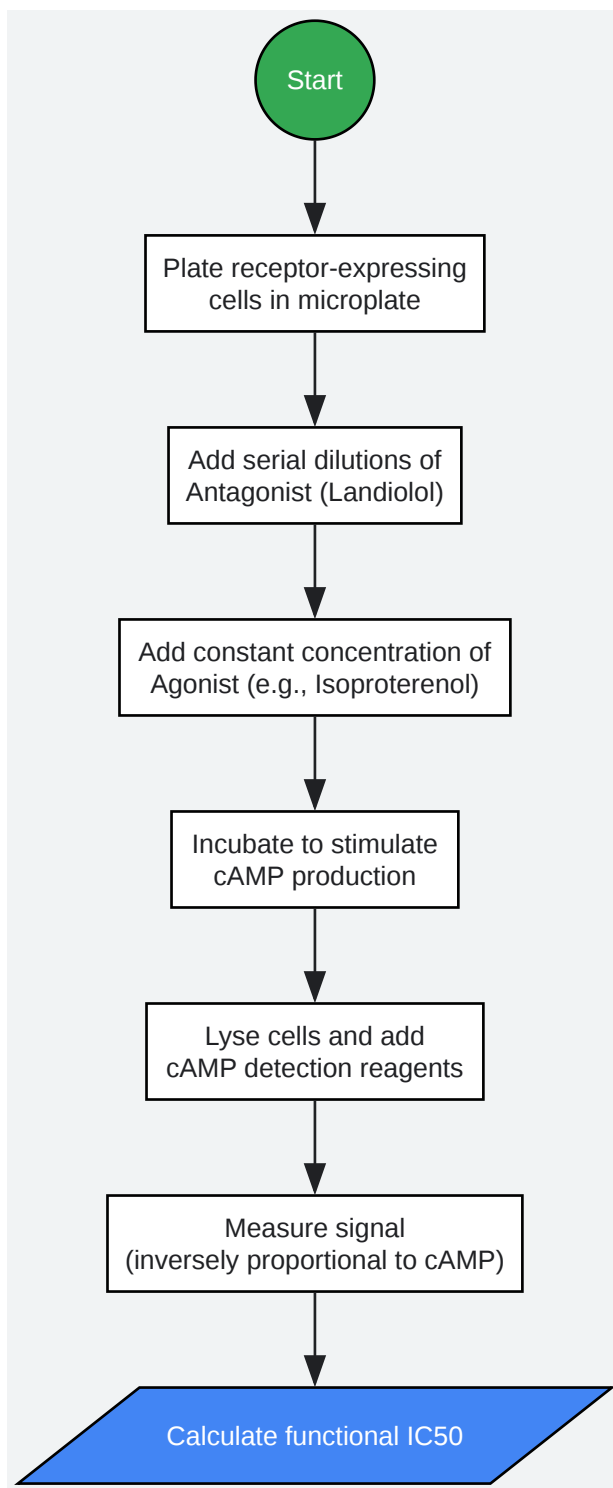 Start
Plate receptor-expressing
cells in microplate
Add serial dilutions of
Antagonist (Landiolol)
Add constant concentration of
Agonist (e.g., Isoproterenol)
Incubate to stimulate
cAMP production
Lyse cells and add
cAMP detection reagents
Measure signal
(inversely proportional to cAMP)
Calculate functional IC50